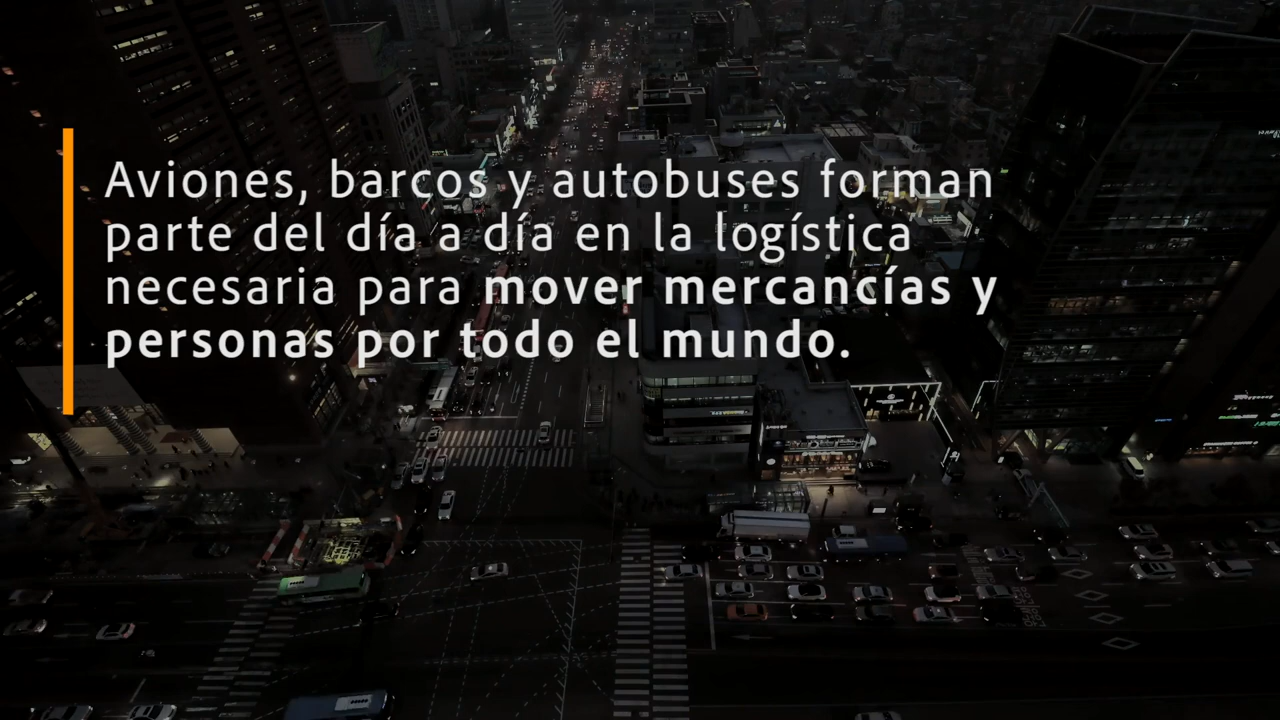 Aviones, barcos y autobuses forman
parte del día a día en la logística
necesaria para mover mercancías y
personas por todo el mundo.